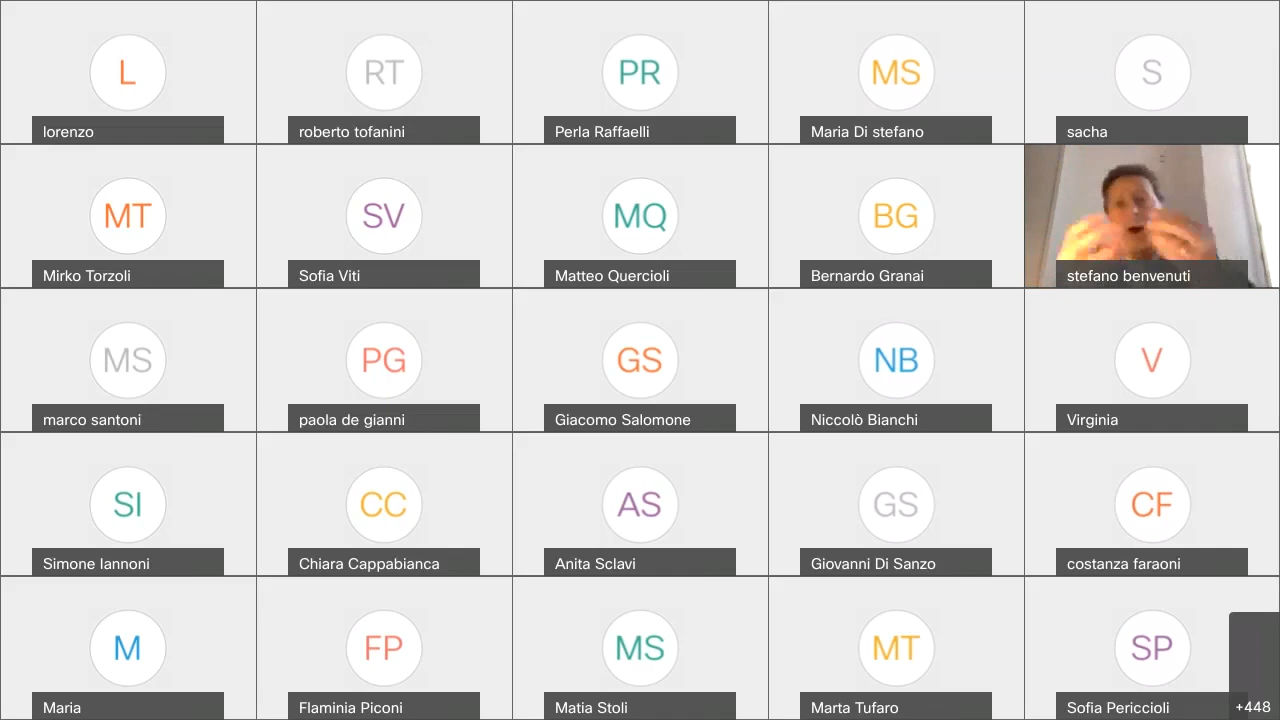 L
RT
PR
MS
S
lorenzo
roberto tofanini
Perla Raffaelli
Maria Di stefano
sacha
MT
SV
MQ
BG
Mirko Torzoli
Sofia Viti
Matteo Quercioli
Bernardo Granai
stefano benvenuti
MS
PG
GS
NB
V
marco santoni
paola de gianni
Giacomo Salomone
Niccolò Bianchi
Virginia
SI
CC
AS
GS
CF
Simone Iannoni
Chiara Cappabianca
Anita Sclavi
Giovanni Di Sanzo
costanza faraoni
M
FP
MS
MT
SP
Maria
Flaminia Piconi
Matia Stoli
Marta Tufaro
Sofia Periccioli
+448